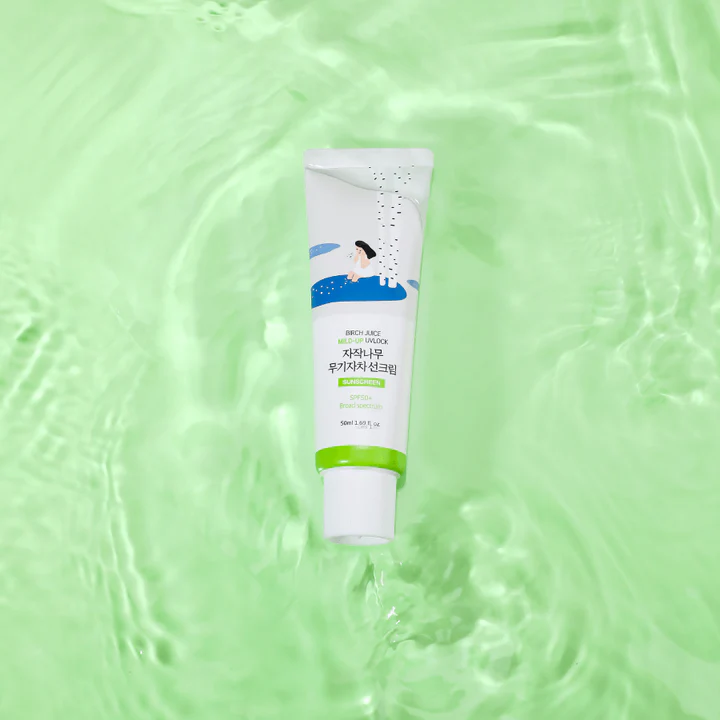 BIRCH JUICE
MILD-UP UVLOCK
자작나무
무기자차 선크림
SUNSCREEN
SPF50+
Broad spectrum
50ml 1.69 fl oz